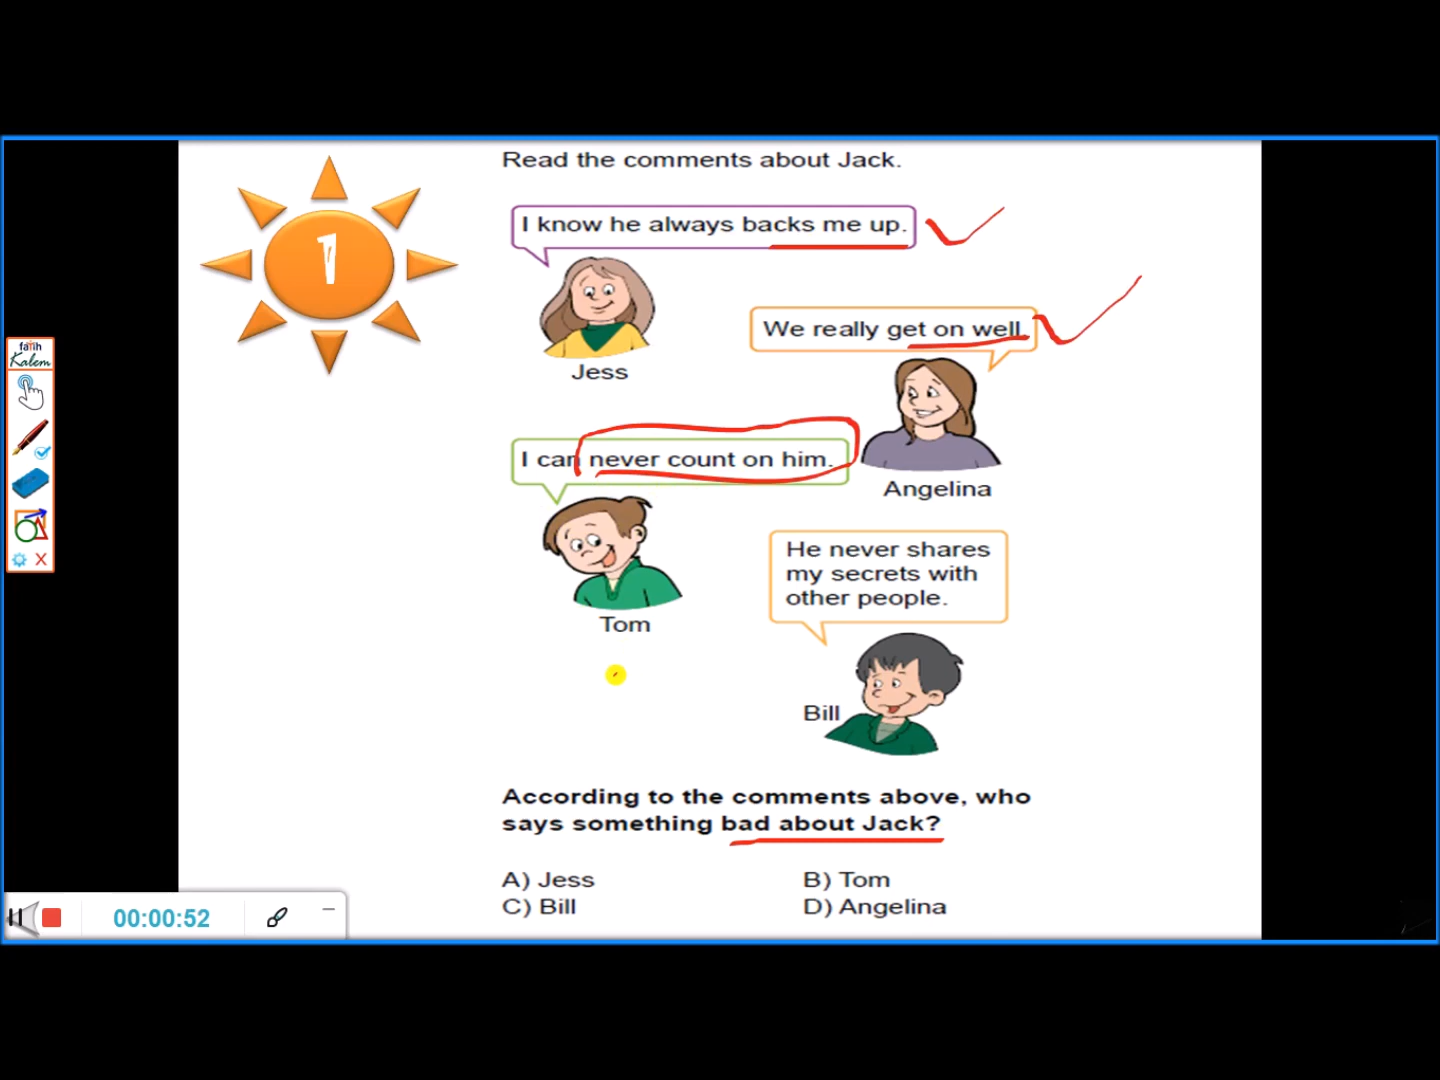 Read the comments about Jack.
1
I know he always backs me up.
Jess
We really get on well.
Angelina
I can never count on him.
Tom
He never shares
my secrets with
other people.
Bill
According to the comments above, who
says something bad about Jack?
A) Jess
B) Tom
C) Bill
D) Angelina
fatih
Kalem
X
00:00:52